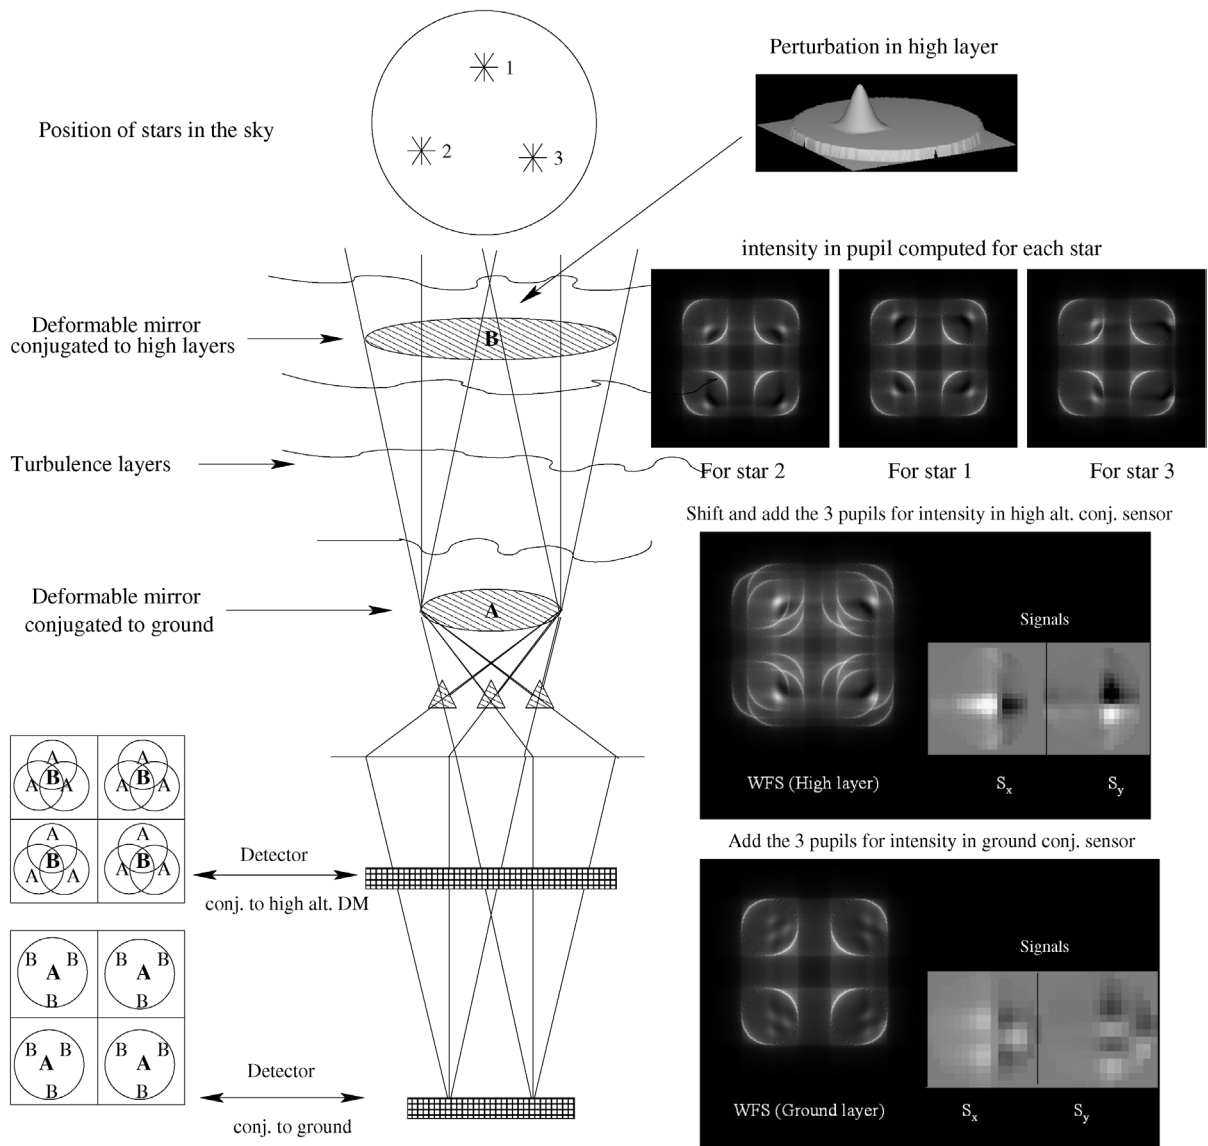 Position of stars in the sky
1
2
3
Perturbation in high layer
intensity in pupil computed for each star
For star 2
For star 1
For star 3
Deformable mirror
conjugated to high layers
B
Turbulence layers
Deformable mirror
conjugated to ground
A
Shift and add the 3 pupils for intensity in high alt. conj. sensor
Signals
WFS (High layer)
Sx
Sy
Add the 3 pupils for intensity in ground conj. sensor
Signals
WFS (Ground layer)
Sx
Sy
A A
B B
A A A A
A A
B B
A A A A
Detector
conj. to high alt. DM
B B B B
A A
B B
B B B B
A A
B B
Detector
conj. to ground